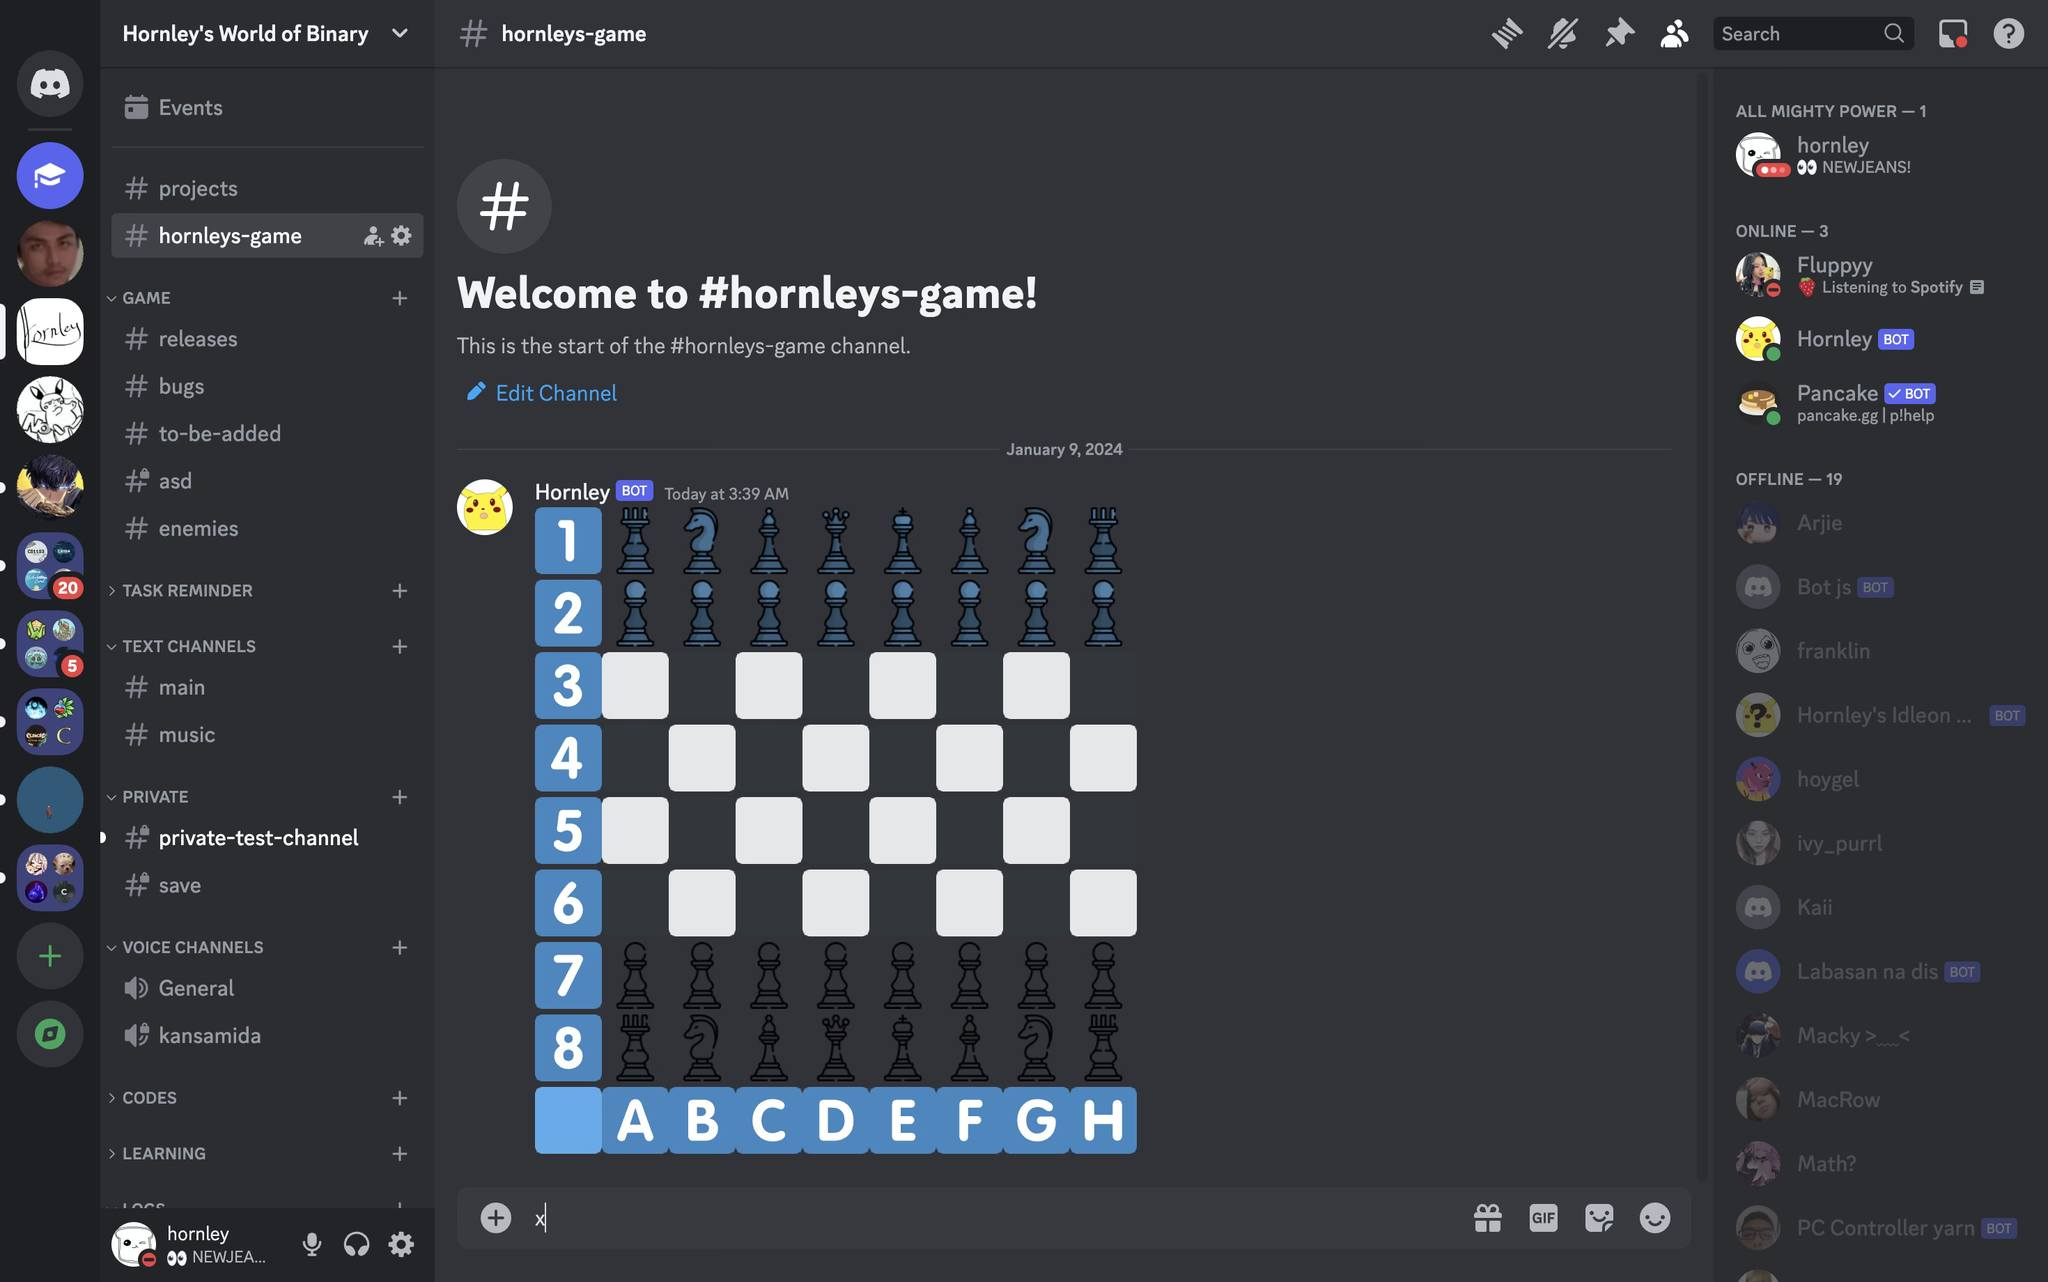 Hornley's World of Binary
Events
projects
hornleys-game
GAME
releases
bugs
to-be-added
asd
enemies
TASK REMINDER
TEXT CHANNELS
main
music
PRIVATE
private-test-channel
save
VOICE CHANNELS
General
kansamida
CODES
LEARNING
LOGS
hornley
NEWJEA...
Hornley
20
5
C
C
# hornleys-game
Search
#
Welcome to #hornleys-game!
This is the start of the #hornleys-game channel.
Edit Channel
January 9, 2024
Hornley BOT Today at 3:39 AM
1
2
3
4
5
6
7
8
A B C D E F G H
x
GIF
ALL MIGHTY POWER — 1
hornley
NEWJEANS!
ONLINE — 3
Fluppyy
Listening to Spotify
Hornley BOT
Pancake ✓ BOT
pancake.gg | p!help
OFFLINE — 19
Arjie
Bot js BOT
franklin
Hornley's Idleon ... BOT
hoygel
ivy_purrl
Kaii
Labasan na dis BOT
Macky >﹏<
MacRow
Math?
PC Controller yarn BOT